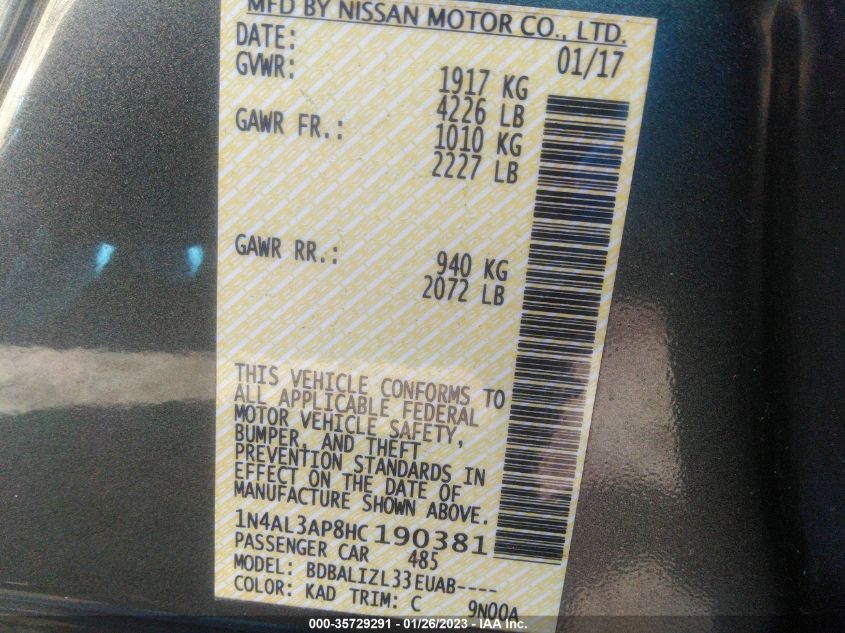 MFD BY NISSAN MOTOR CO., LTD.
DATE: 01/17
GVWR: 1917 KG
4226 LB
GAWR FR.: 1010 KG
2227 LB
GAWR RR.: 940 KG
2072 LB
THIS VEHICLE CONFORMS TO
ALL APPLICABLE FEDERAL
MOTOR VEHICLE SAFETY,
BUMPER, AND THEFT
PREVENTION STANDARDS IN
EFFECT ON THE DATE OF
MANUFACTURE SHOWN ABOVE.
1N4AL3AP8HC190381
PASSENGER CAR 485
MODEL: BDBALIZL33EUAB----
COLOR: KAD TRIM: C 9N00A
000-35729291 - 01/26/2023 - IAA Inc.